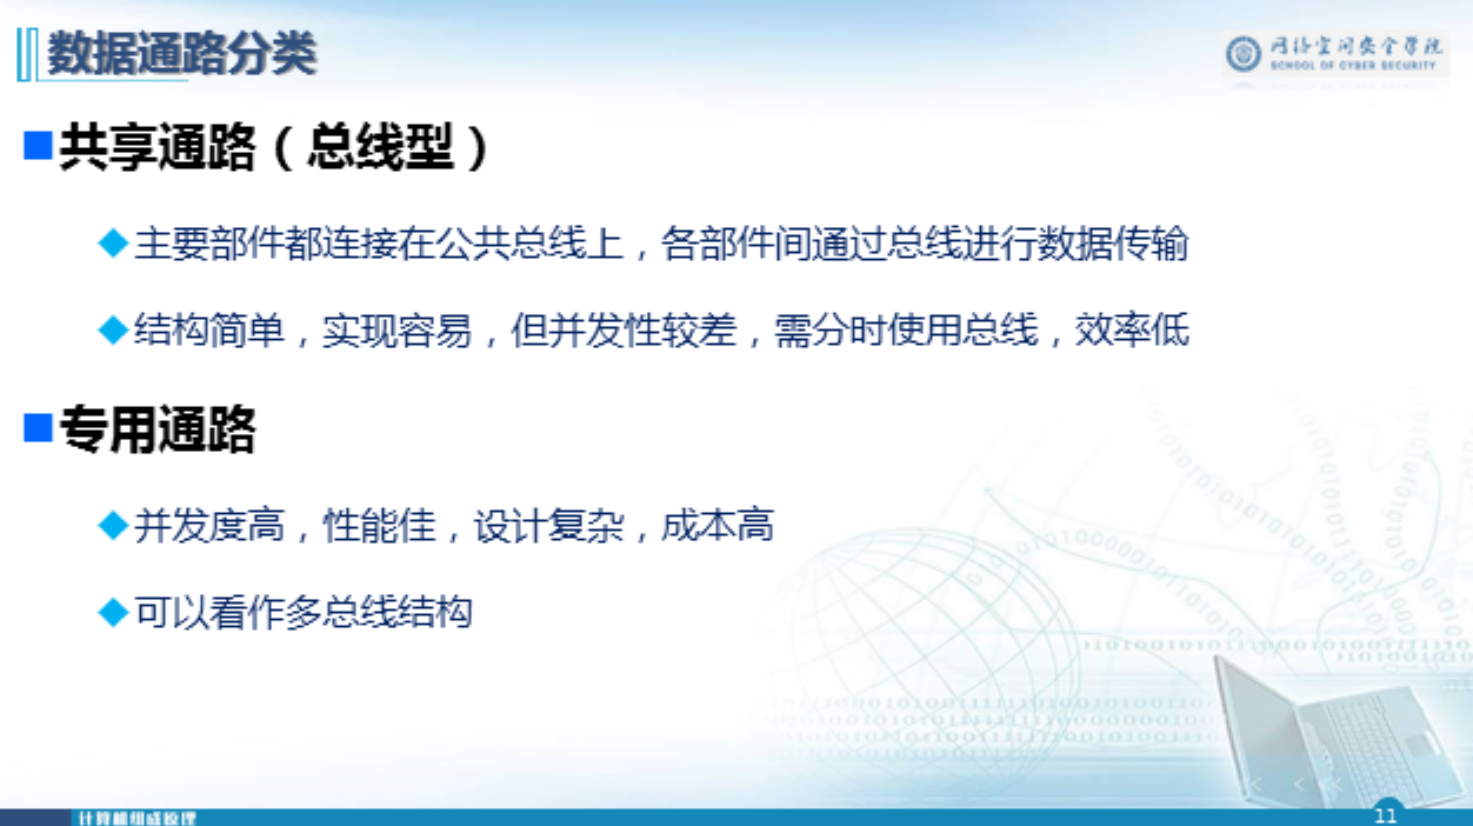 数据通路分类
网络空间安全学院
SCHOOL OF CYBER SECURITY
共享通路（总线型）
主要部件都连接在公共总线上，各部件间通过总线进行数据传输
结构简单，实现容易，但并发性较差，需分时使用总线，效率低
专用通路
并发度高，性能佳，设计复杂，成本高
可以看作多总线结构
计算机组成原理
11